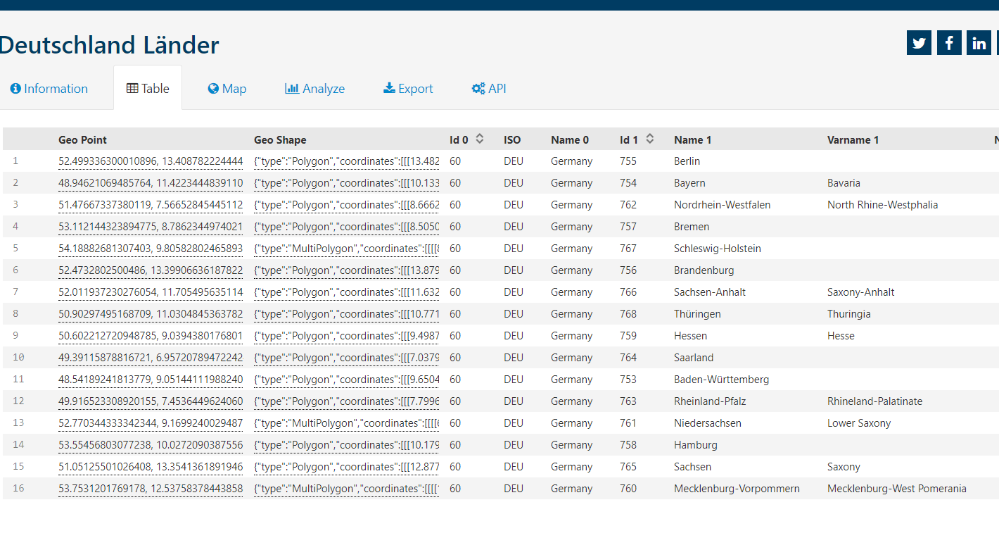 Deutschland Länder
Information Table Map Analyze Export API
Geo Point Geo Shape Id 0 ISO Name 0 Id 1 Name 1 Varname 1 N
1 52.499336300010896, 13.408782224444 {"type":"Polygon","coordinates":[[[13.482 60 DEU Germany 755 Berlin
2 48.94621069485764, 11.4223444839110 {"type":"Polygon","coordinates":[[[10.133 60 DEU Germany 754 Bayern Bavaria
3 51.47667337380119, 7.56652845445112 {"type":"Polygon","coordinates":[[[8.6662 60 DEU Germany 762 Nordrhein-Westfalen North Rhine-Westphalia
4 53.112144323894775, 8.7862344974021 {"type":"Polygon","coordinates":[[[8.5050 60 DEU Germany 757 Bremen
5 54.18882681307403, 9.80582802465893 {"type":"MultiPolygon","coordinates":[[[[8 60 DEU Germany 767 Schleswig-Holstein
6 52.4732802500486, 13.39906636187822 {"type":"Polygon","coordinates":[[[13.879 60 DEU Germany 756 Brandenburg
7 52.011937230276054, 11.705495635114 {"type":"Polygon","coordinates":[[[11.632 60 DEU Germany 766 Sachsen-Anhalt Saxony-Anhalt
8 50.90297495168709, 11.0304845363782 {"type":"Polygon","coordinates":[[[10.771 60 DEU Germany 768 Thüringen Thuringia
9 50.602212720948785, 9.0394380176801 {"type":"Polygon","coordinates":[[[9.4987 60 DEU Germany 759 Hessen Hesse
10 49.39115878816721, 6.95720789472242 {"type":"Polygon","coordinates":[[[7.0379 60 DEU Germany 764 Saarland
11 48.54189241813779, 9.05144111988240 {"type":"Polygon","coordinates":[[[9.6504 60 DEU Germany 753 Baden-Württemberg
12 49.916523308920155, 7.4536449624060 {"type":"Polygon","coordinates":[[[7.7996 60 DEU Germany 763 Rheinland-Pfalz Rhineland-Palatinate
13 52.770344333342344, 9.1699240029487 {"type":"MultiPolygon","coordinates":[[[[6 60 DEU Germany 761 Niedersachsen Lower Saxony
14 53.55456803077238, 10.0272090387556 {"type":"Polygon","coordinates":[[[10.179 60 DEU Germany 758 Hamburg
15 51.05125501026408, 13.3541361891946 {"type":"Polygon","coordinates":[[[12.877 60 DEU Germany 765 Sachsen Saxony
16 53.7531201769178, 12.53758378443858 {"type":"MultiPolygon","coordinates":[[[[1 60 DEU Germany 760 Mecklenburg-Vorpommern Mecklenburg-West Pomerania